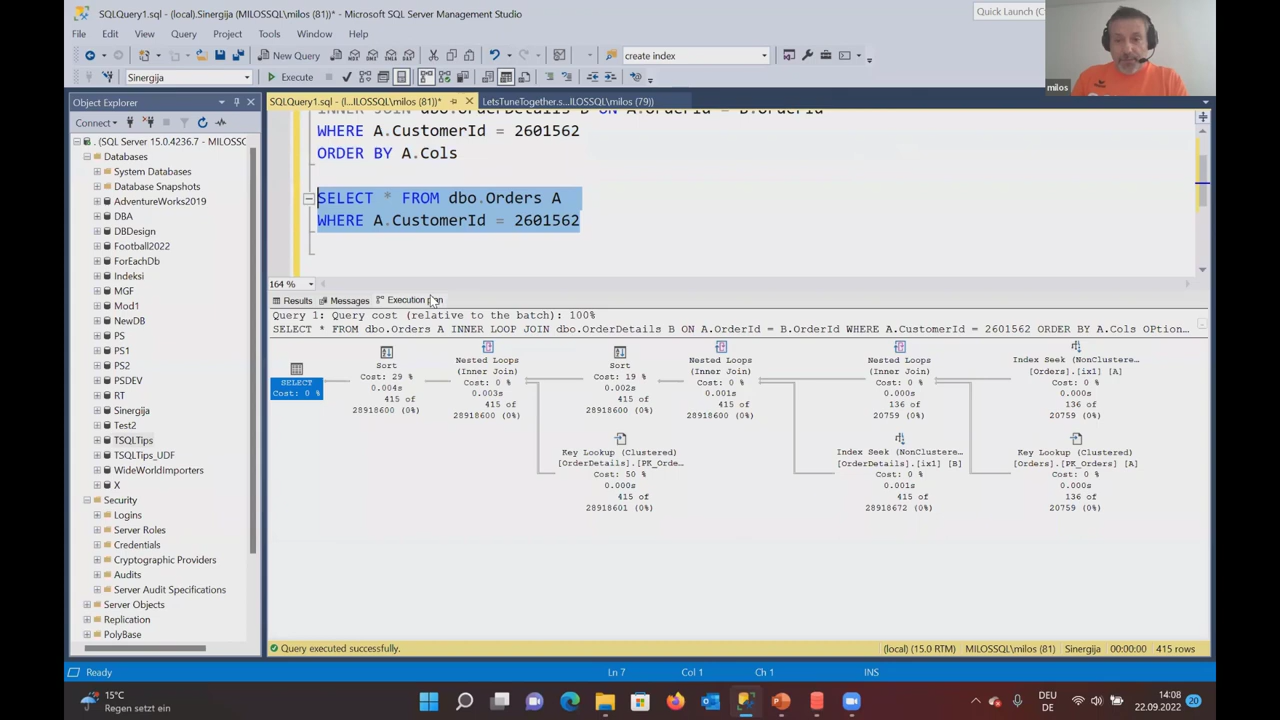 SQLQuery1.sql - (local).Sinergija (MILOSSQL\milos (81))* - Microsoft SQL Server Management Studio
Quick Launch (C
File Edit View Query Project Tools Window Help
New Query
create index
Sinergija
Execute
milos
Object Explorer
SQLQuery1.sql - (l...ILOSSQL\milos (81))*
LetsTuneTogether.s...ILOSSQL\milos (79))
Connect
. (SQL Server 15.0.4236.7 - MILOSSC
Databases
System Databases
Database Snapshots
AdventureWorks2019
DBA
DBDesign
Football2022
ForEachDb
Indeksi
MGF
Mod1
NewDB
PS
PS1
PS2
PSDEV
RT
Sinergija
Test2
TSQLTips
TSQLTips_UDF
WideWorldImporters
X
Security
Logins
Server Roles
Credentials
Cryptographic Providers
Audits
Server Audit Specifications
Server Objects
Replication
PolyBase
INNER JOIN dbo.OrderDetails B ON A.OrderId = B.OrderId
WHERE A.CustomerId = 2601562
ORDER BY A.Cols
SELECT * FROM dbo.Orders A
WHERE A.CustomerId = 2601562
164 %
Results Messages Execution plan
Query 1: Query cost (relative to the batch): 100%
SELECT * FROM dbo.Orders A INNER LOOP JOIN dbo.OrderDetails B ON A.OrderId = B.OrderId WHERE A.CustomerId = 2601562 ORDER BY A.Cols OPtion...
SELECT
Cost: 0 %
Sort
Cost: 29 %
0.004s
415 of
28918600 (0%)
Nested Loops
(Inner Join)
Cost: 0 %
0.003s
415 of
28918600 (0%)
Sort
Cost: 19 %
0.002s
415 of
28918600 (0%)
Nested Loops
(Inner Join)
Cost: 0 %
0.001s
415 of
28918600 (0%)
Nested Loops
(Inner Join)
Cost: 0 %
0.000s
136 of
20759 (0%)
Index Seek (NonClustere...
[Orders].[ix1] [A]
Cost: 0 %
0.000s
136 of
20759 (0%)
Key Lookup (Clustered)
[OrderDetails].[PK_Orde...
Cost: 50 %
0.000s
415 of
28918601 (0%)
Index Seek (NonClustere...
[OrderDetails].[ix1] [B]
Cost: 0 %
0.001s
415 of
28918672 (0%)
Key Lookup (Clustered)
[Orders].[PK_Orders] [A]
Cost: 0 %
0.000s
136 of
20759 (0%)
Query executed successfully.
(local) (15.0 RTM) MILOSSQL\milos (81) Sinergija 00:00:00 415 rows
Ready
Ln 7 Col 1 Ch 1 INS
15°C
Regen setzt ein
DEU
DE
14:08
22.09.2022
20